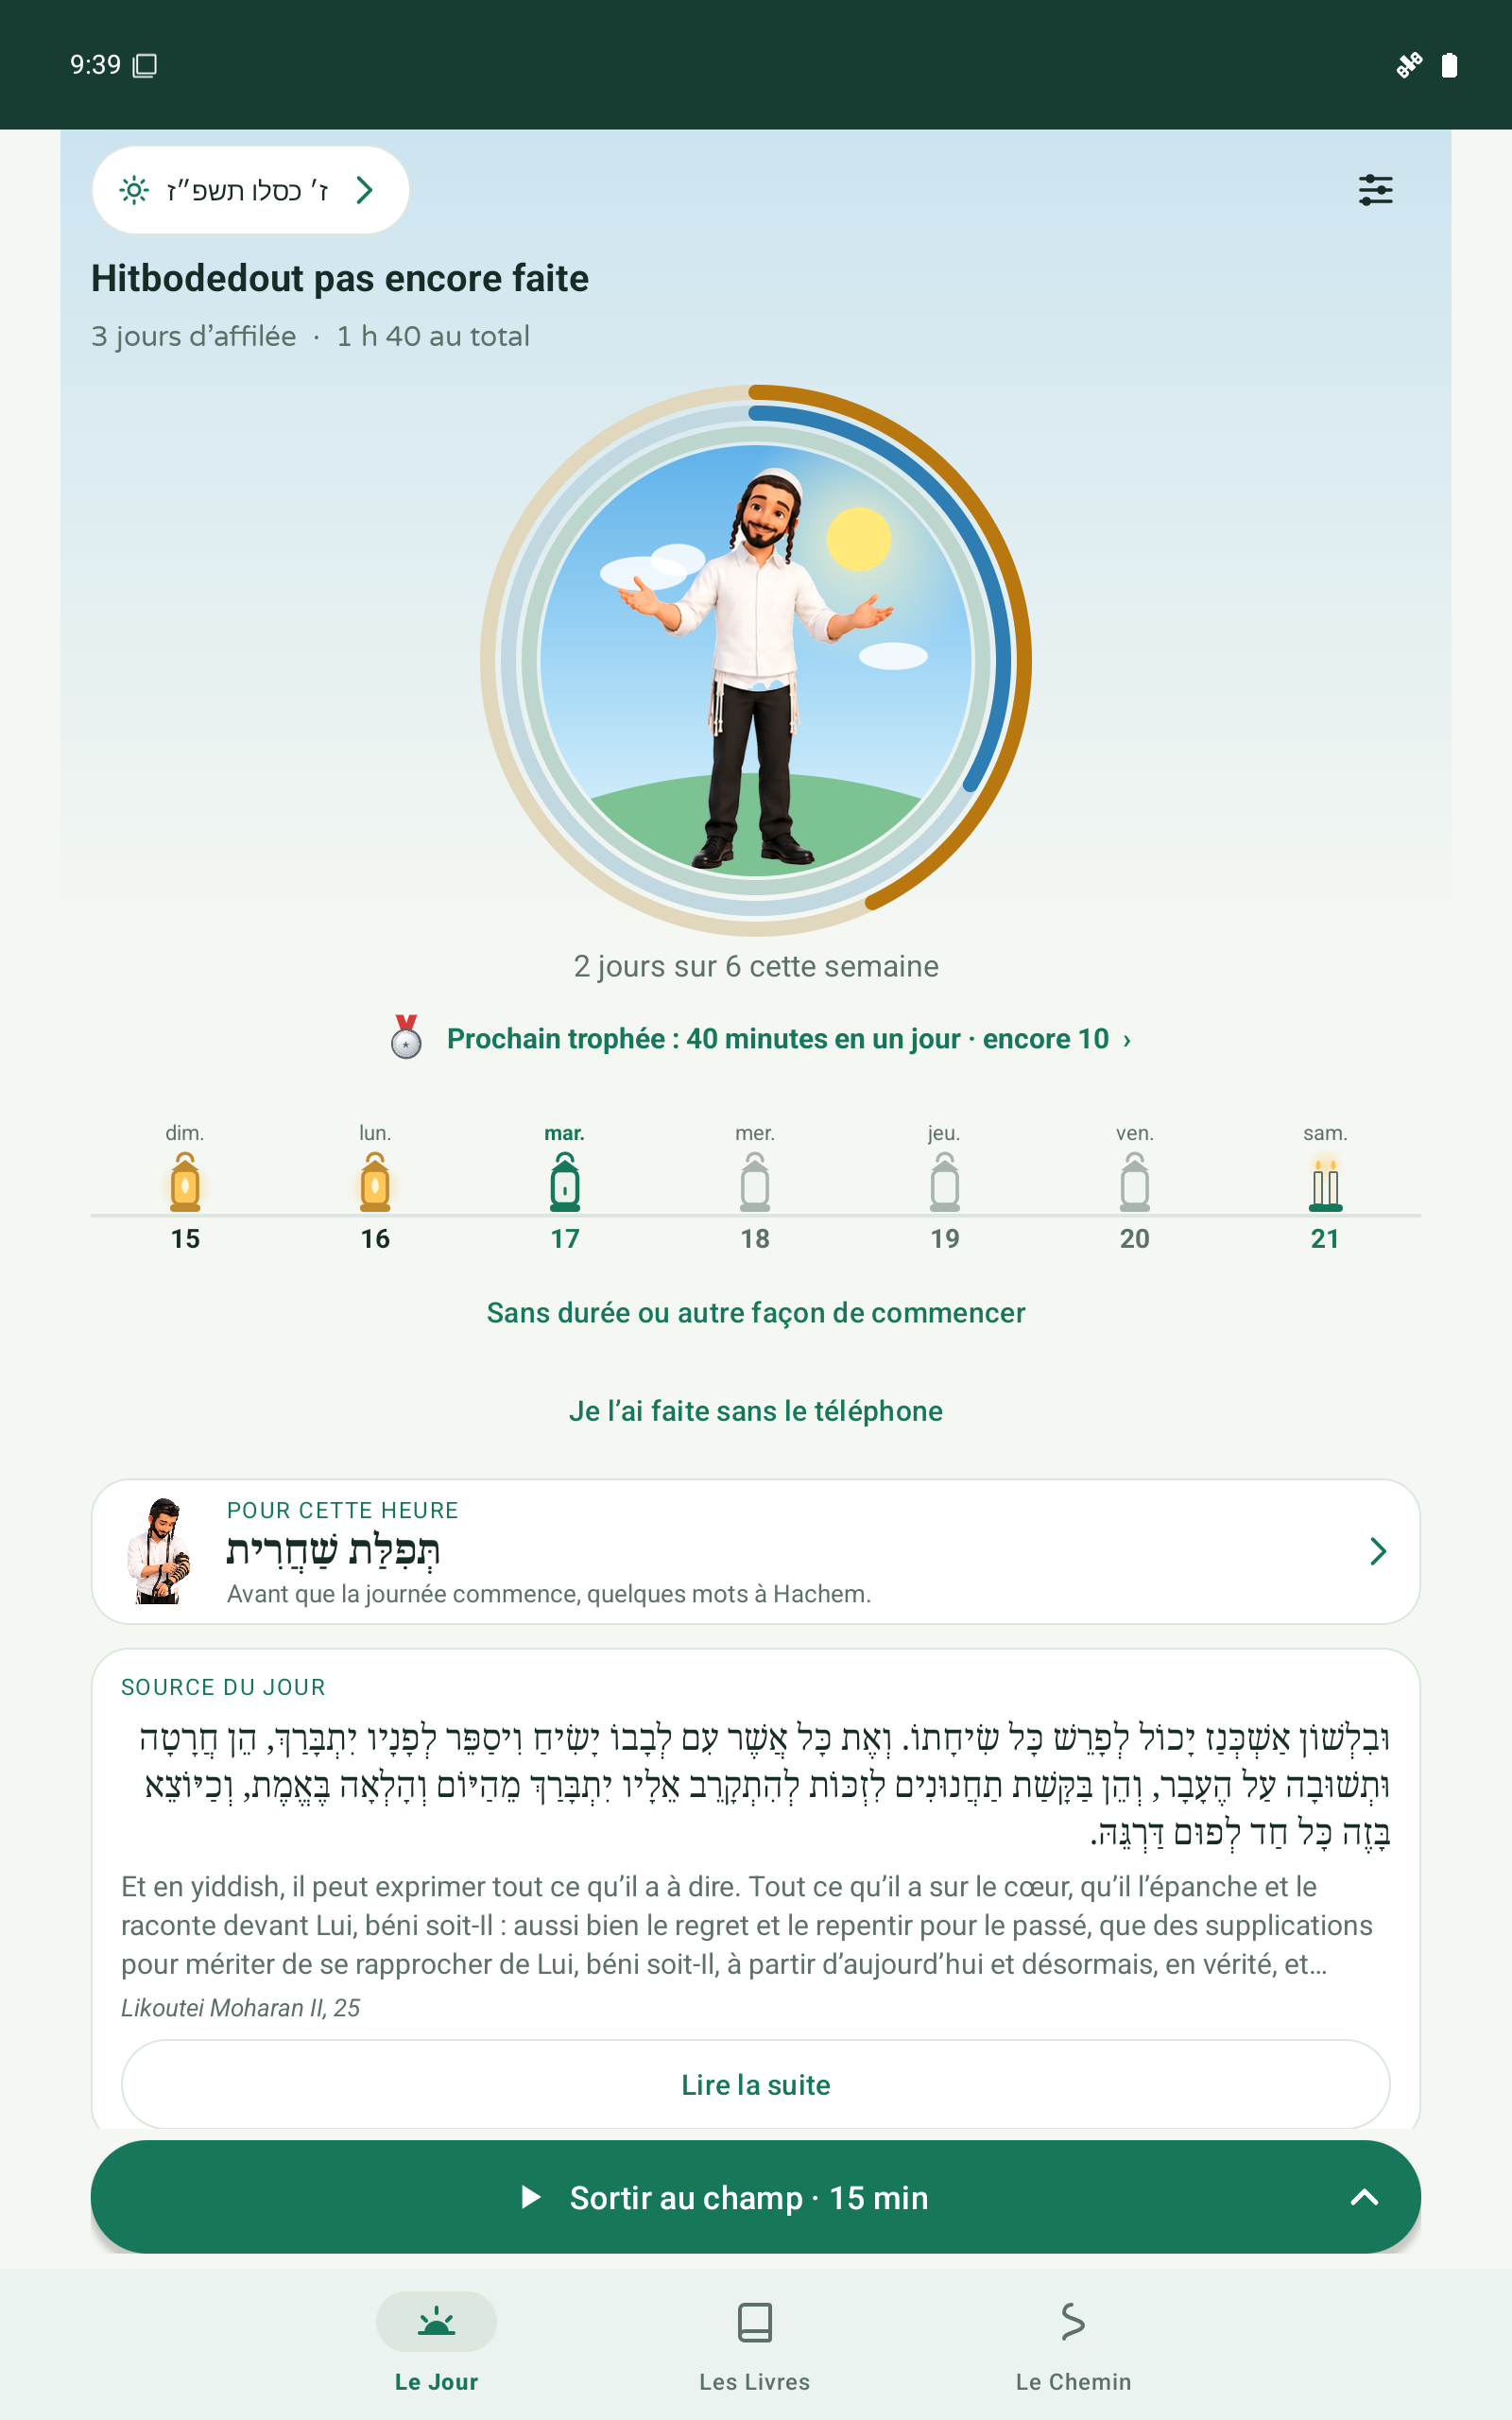 9:39
ז׳ כסלו תשפ״ז
Hitbodedout pas encore faite
3 jours d’affilée · 1 h 40 au total
2 jours sur 6 cette semaine
Prochain trophée : 40 minutes en un jour · encore 10 ›
dim. lun. mar. mer. jeu. ven. sam.
15 16 17 18 19 20 21
Sans durée ou autre façon de commencer
Je l’ai faite sans le téléphone
POUR CETTE HEURE
תְּפִלַּת שַׁחֲרִית
Avant que la journée commence, quelques mots à Hachem.
SOURCE DU JOUR
וּבִלְשׁוֹן אַשְׁכְּנַז יָכוֹל לְפָרֵשׁ כָּל שִׂיחָתוֹ. וְאֶת כָּל אֲשֶׁר עִם לְבָבוֹ יָשִׂיחַ וִיסַפֵּר לְפָנָיו יִתְבָּרַךְ, הֵן חֲרָטָה
וּתְשׁוּבָה עַל הֶעָבָר, וְהֵן בַּקָּשַׁת תַּחֲנוּנִים לִזְכּוֹת לְהִתְקָרֵב אֵלָיו יִתְבָּרַךְ מֵהַיּוֹם וְהָלְאָה בֶּאֱמֶת, וְכַיּוֹצֵא
בָּזֶה כָּל חַד לְפוּם דַּרְגֵּהּ.
Et en yiddish, il peut exprimer tout ce qu’il a à dire. Tout ce qu’il a sur le cœur, qu’il l’épanche et le
raconte devant Lui, béni soit-Il : aussi bien le regret et le repentir pour le passé, que des supplications
pour mériter de se rapprocher de Lui, béni soit-Il, à partir d’aujourd’hui et désormais, en vérité, et…
Likoutei Moharan II, 25
Lire la suite
Sortir au champ · 15 min
Le Jour Les Livres Le Chemin